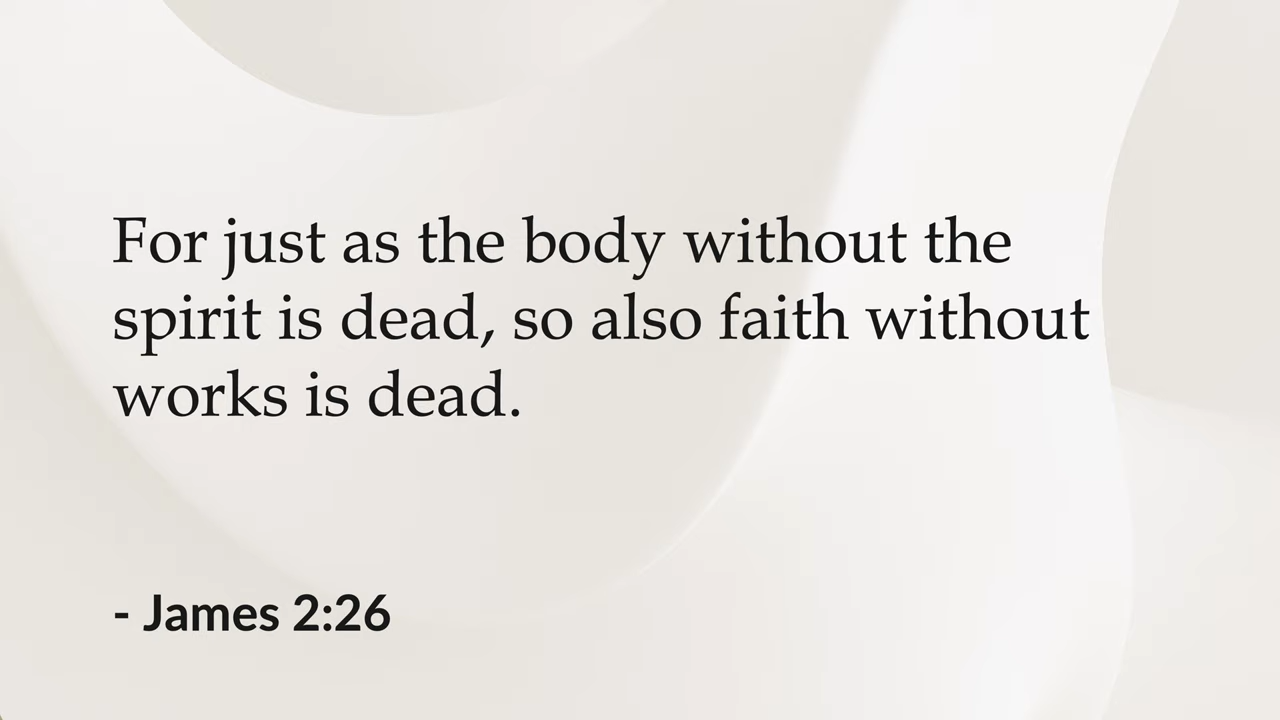 For just as the body without the
spirit is dead, so also faith without
works is dead.
- James 2:26